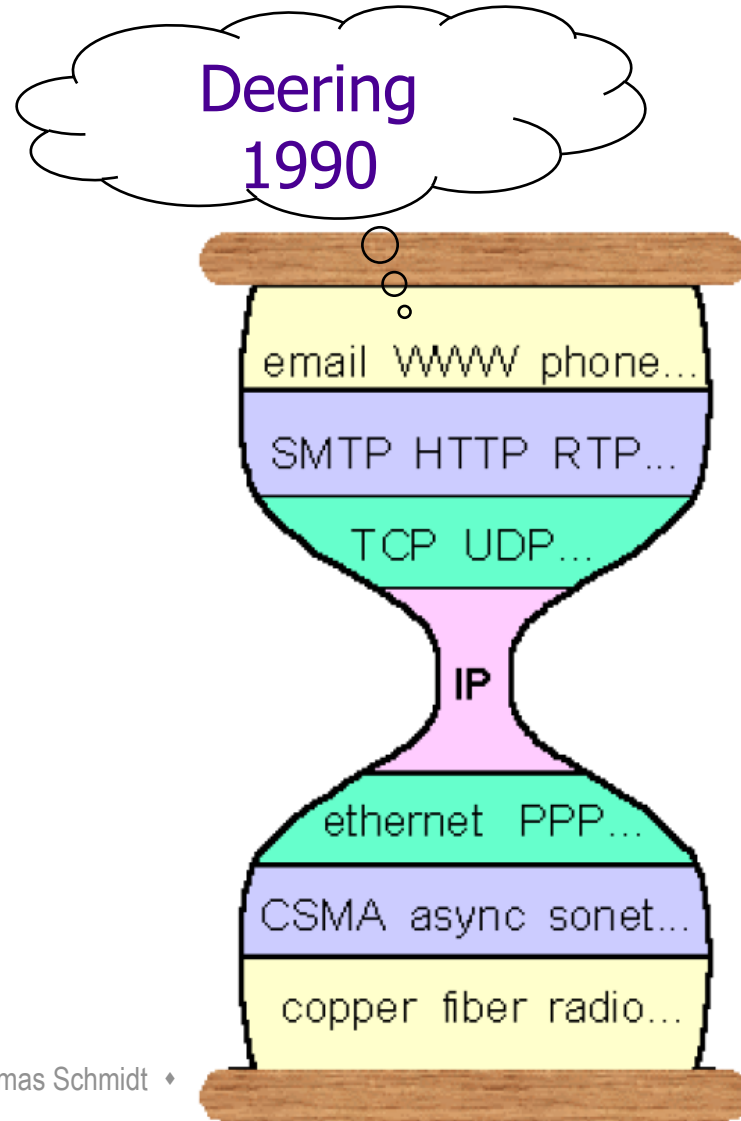 Deering
1990
email WWW phone...
SMTP HTTP RTP...
TCP UDP...
IP
ethernet PPP...
CSMA async sonet...
copper fiber radio...
mas Schmidt ♦